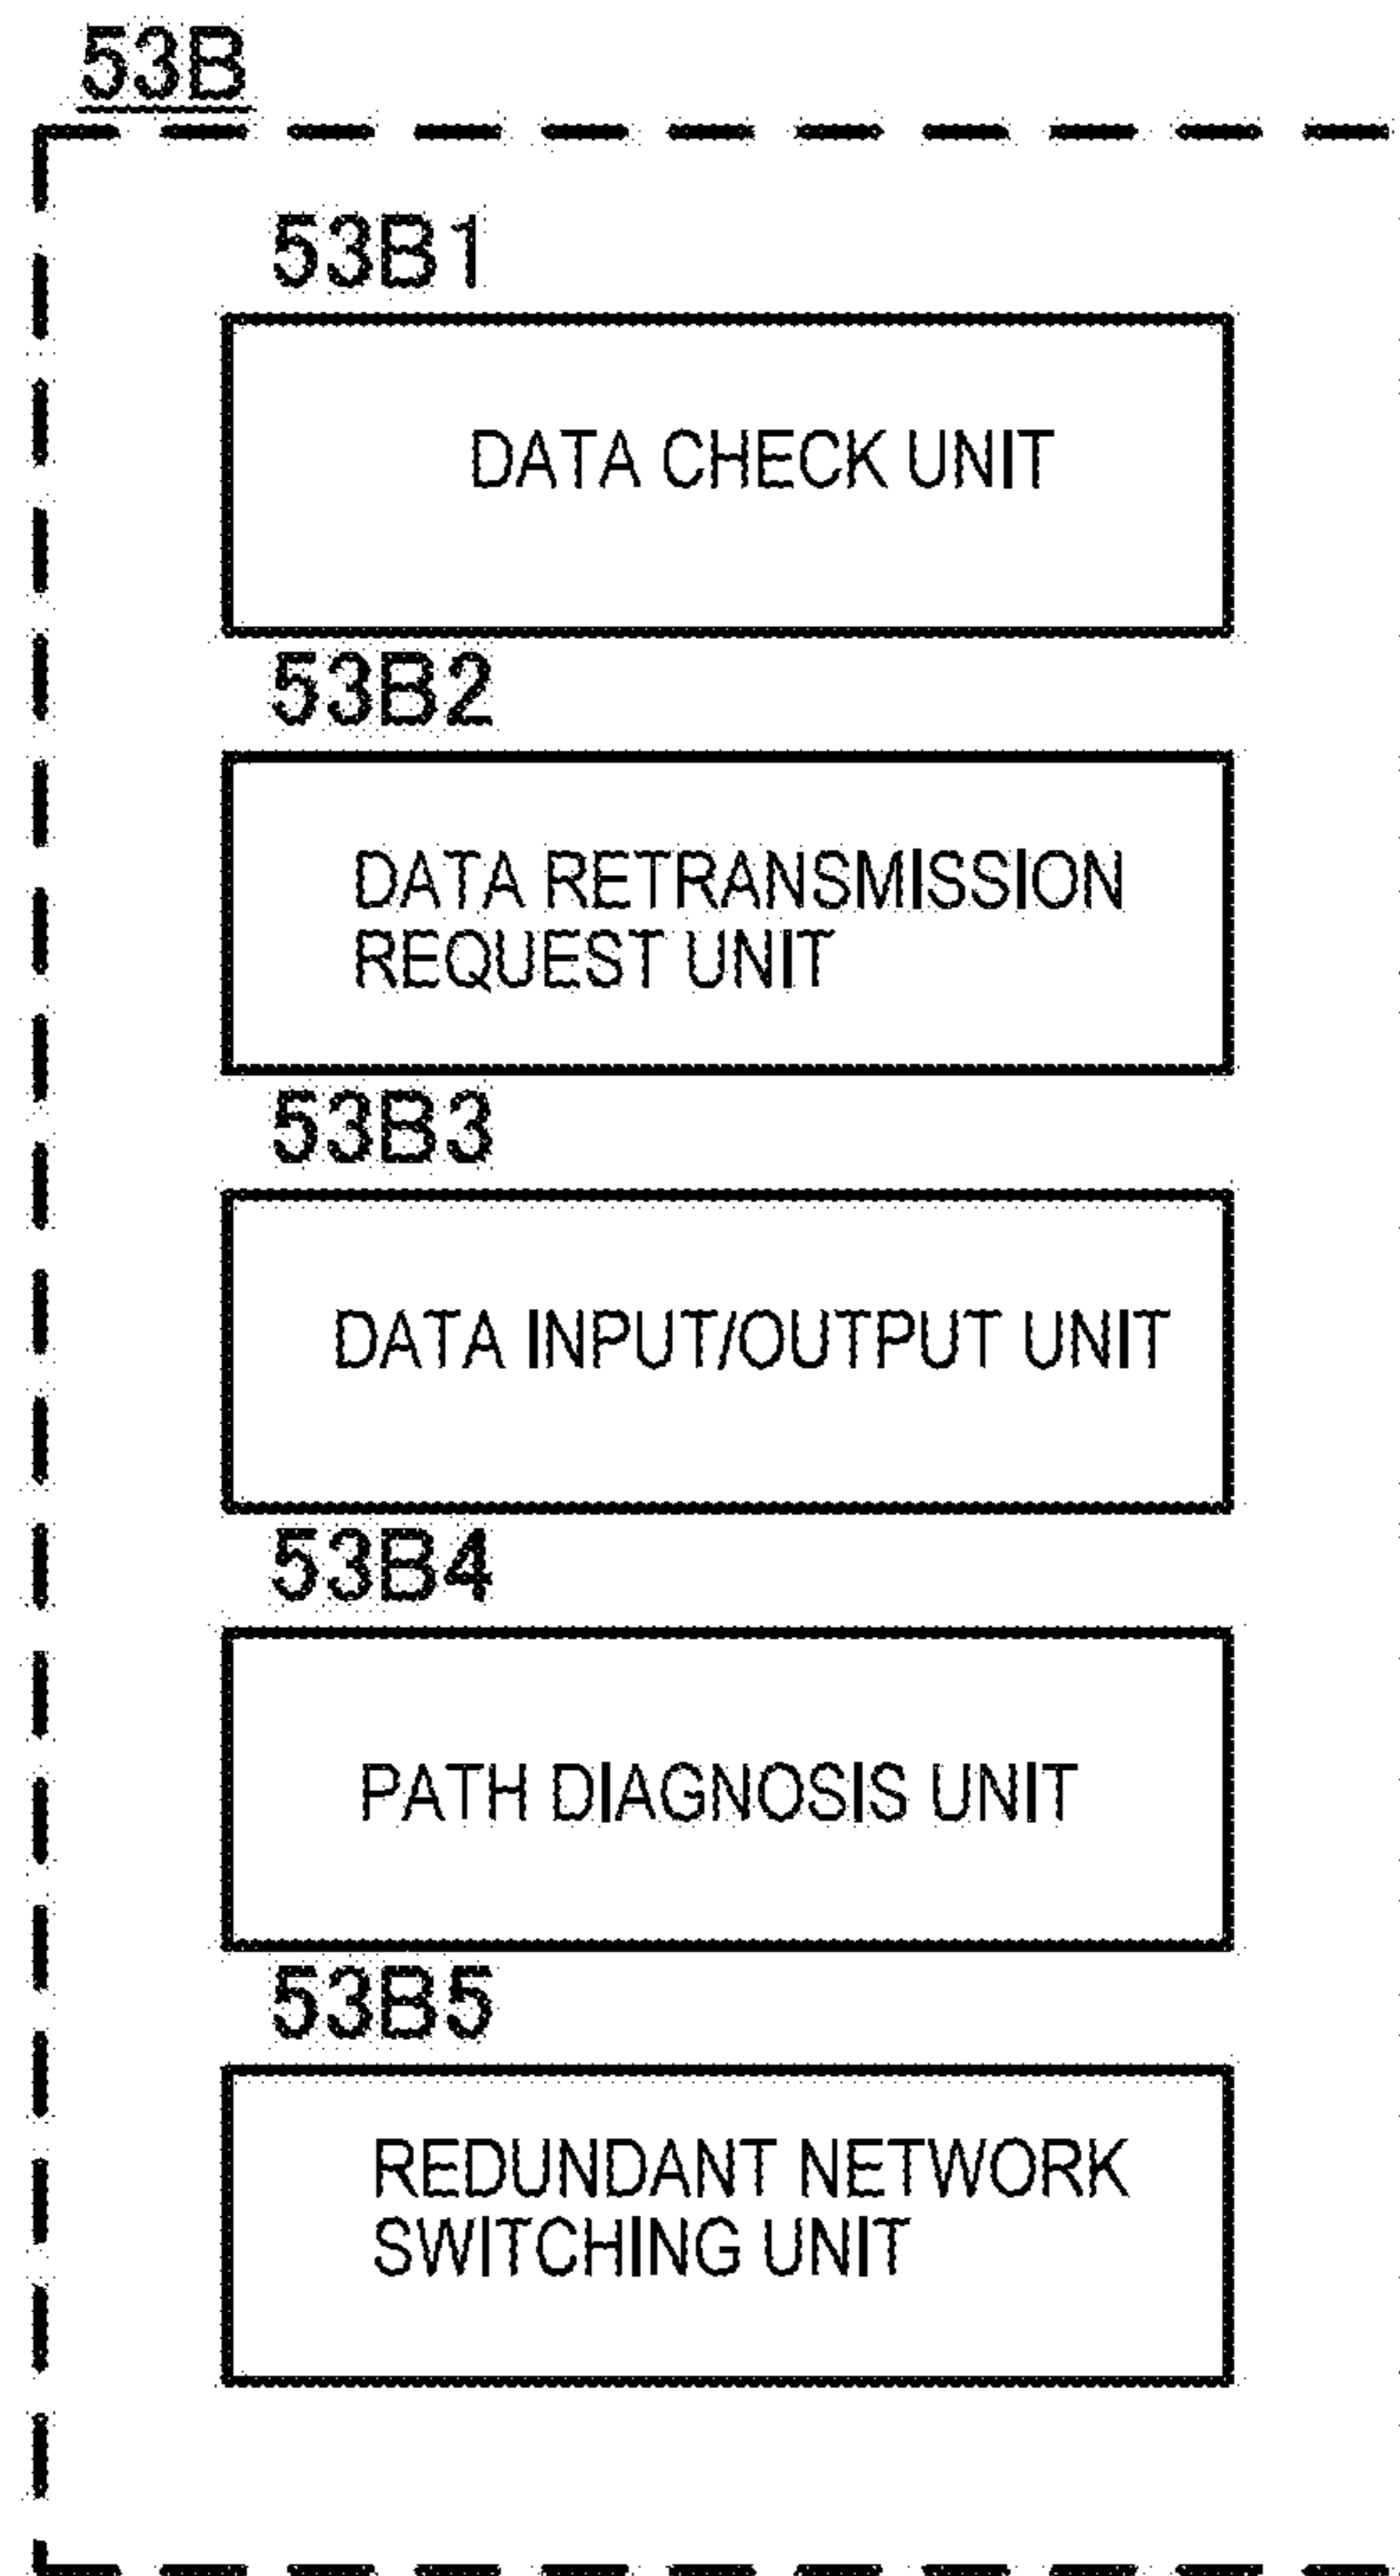 53B
53B1
DATA CHECK UNIT
53B2
DATA RETRANSMISSION
REQUEST UNIT
53B3
DATA INPUT/OUTPUT UNIT
53B4
PATH DIAGNOSIS UNIT
53B5
REDUNDANT NETWORK
SWITCHING UNIT